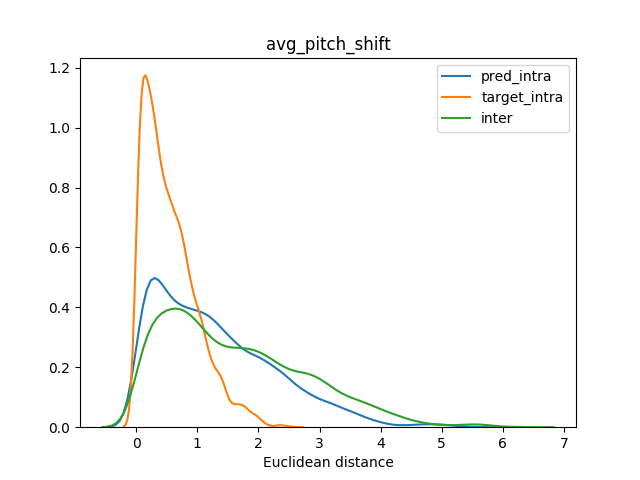 avg_pitch_shift
1.2
1.0
0.8
0.6
0.4
0.2
0.0
pred_intra
target_intra
inter
0 1 2 3 4 5 6 7
Euclidean distance